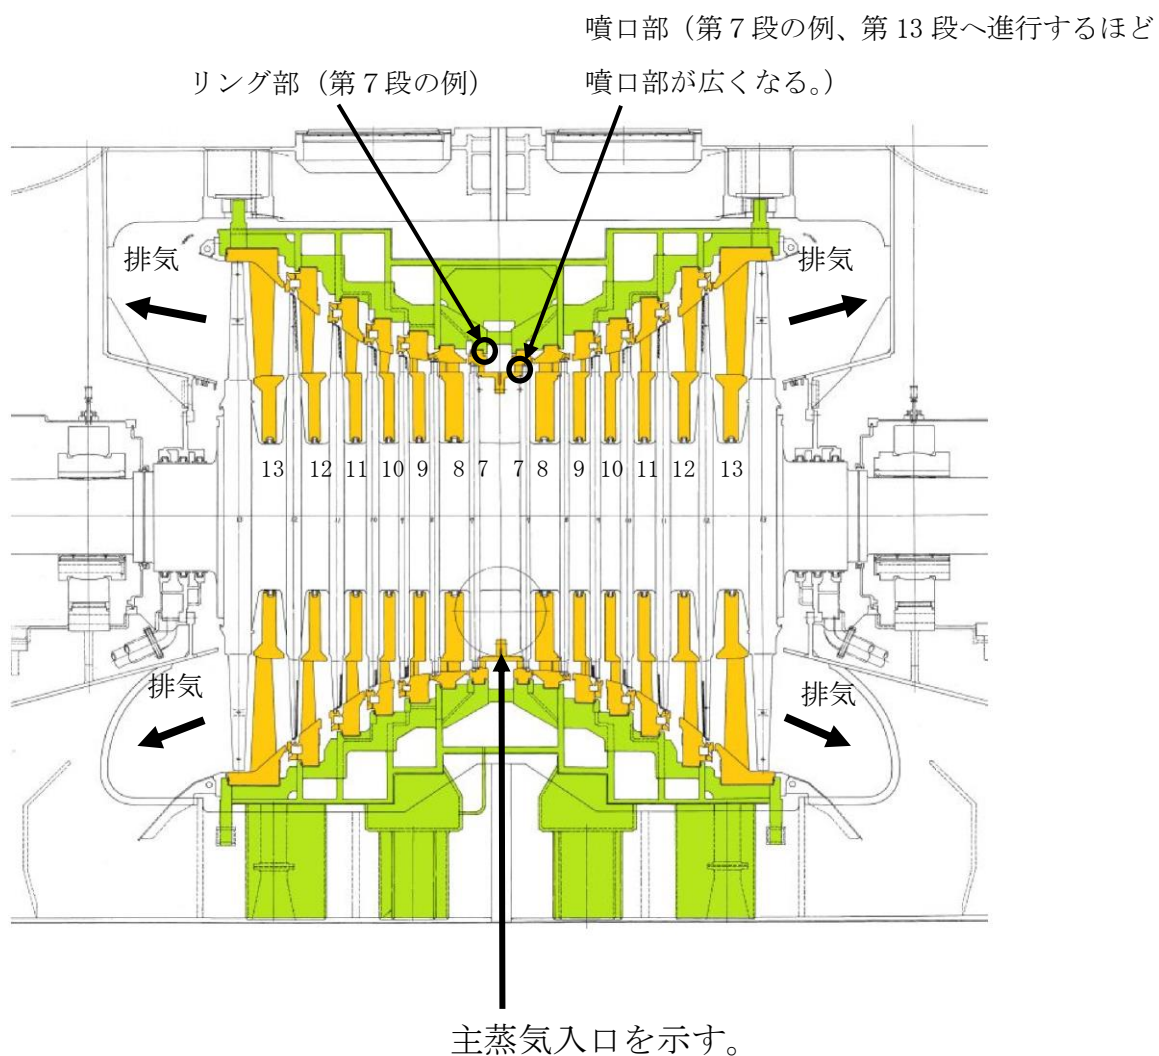 噴口部（第７段の例、第 13 段へ進行するほど
噴口部が広くなる。）
リング部（第７段の例）
排気
排気
13 12 11 10 9 8 7 7 8 9 10 11 12 13
排気
排気
主蒸気入口を示す。